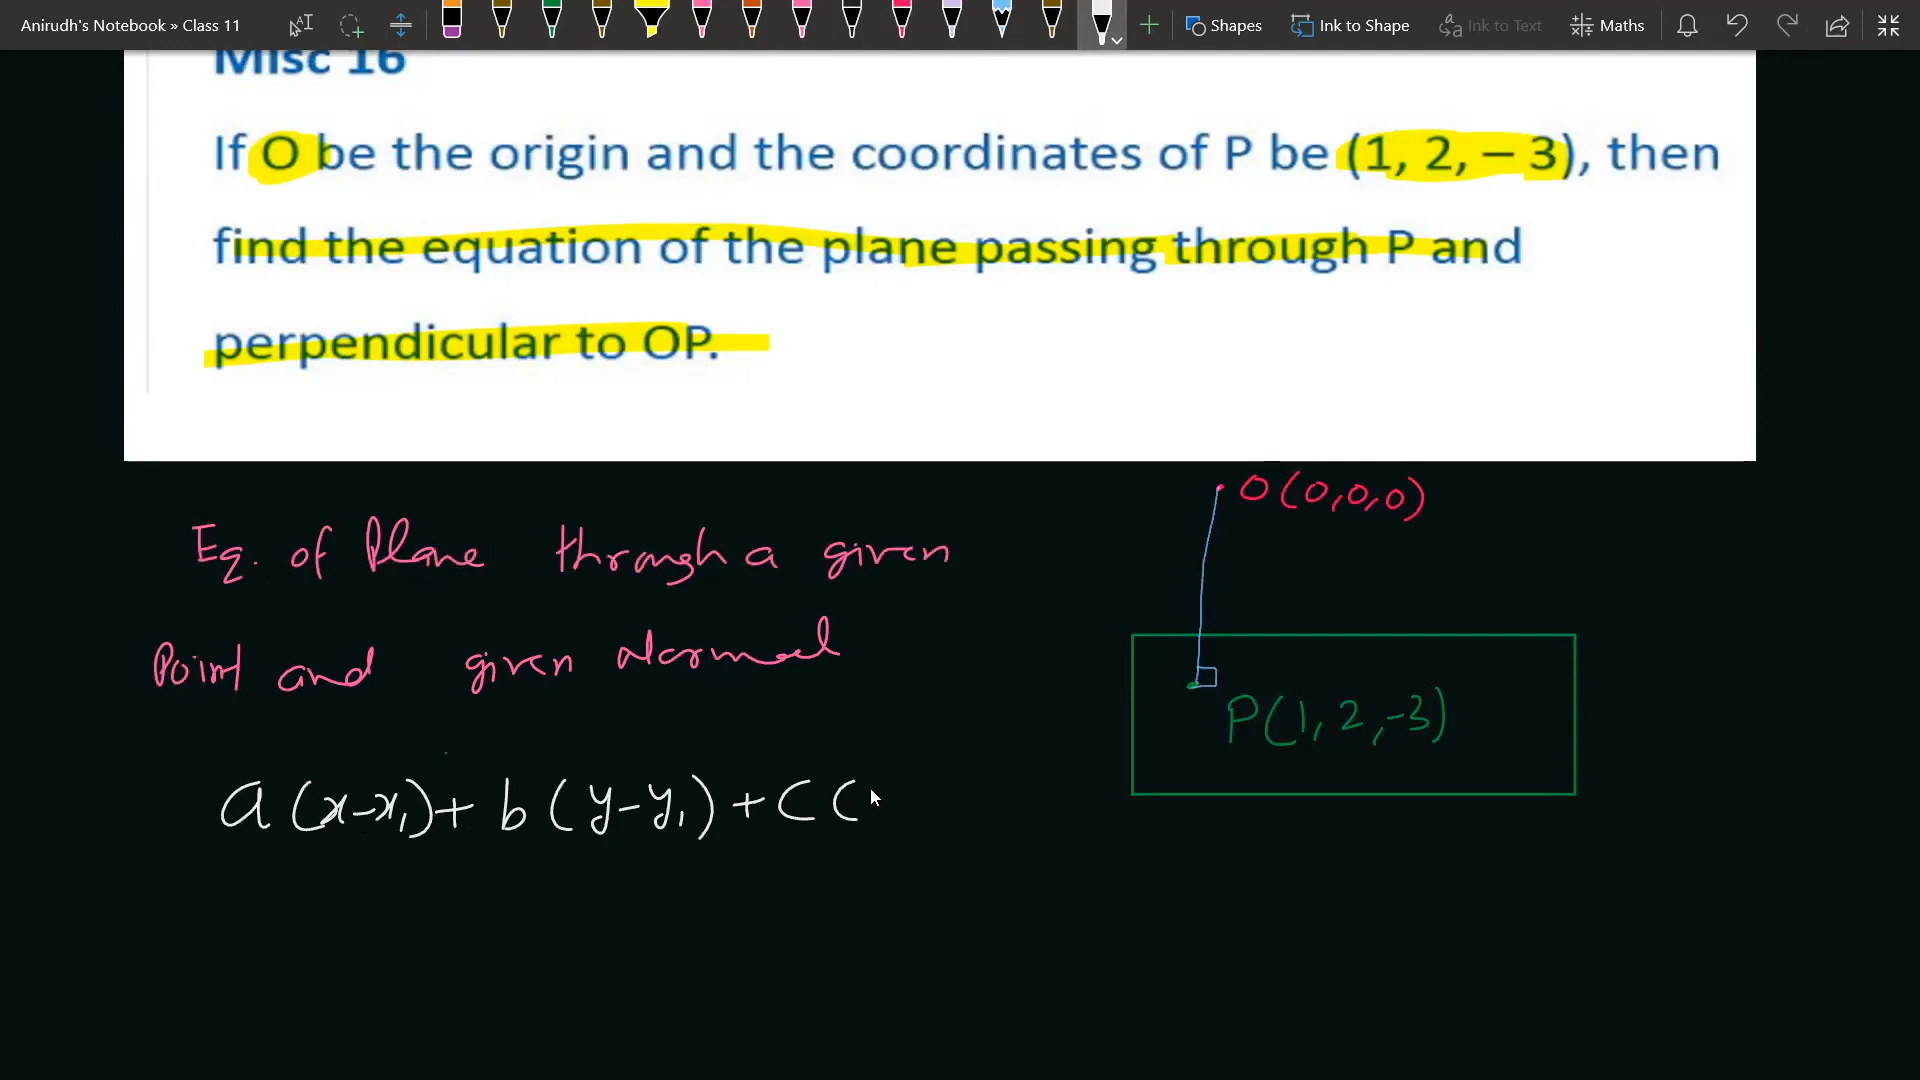 Anirudh's Notebook » Class 11
Shapes
Ink to Shape
Ink to Text
Maths
Misc 16
If O be the origin and the coordinates of P be (1, 2, – 3), then
find the equation of the plane passing through P and
perpendicular to OP.
O(0,0,0)
Eq. of Plane through a given
Point and given Normal
P(1, 2, -3)
a(x-x₁)+ b(y-y₁)+C(